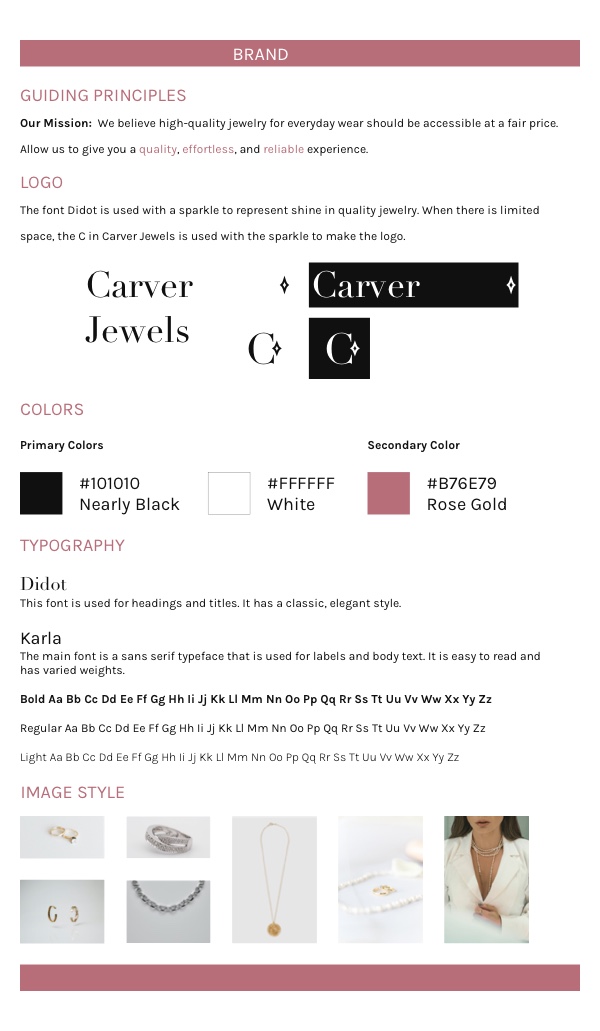 BRAND
GUIDING PRINCIPLES
Our Mission: We believe high-quality jewelry for everyday wear should be accessible at a fair price.
Allow us to give you a quality, effortless, and reliable experience.
LOGO
The font Didot is used with a sparkle to represent shine in quality jewelry. When there is limited
space, the C in Carver Jewels is used with the sparkle to make the logo.
Carver
Jewels
Carver
C
C
COLORS
Primary Colors
Secondary Color
#101010
Nearly Black
#FFFFFF
White
#B76E79
Rose Gold
TYPOGRAPHY
Didot
This font is used for headings and titles. It has a classic, elegant style.
Karla
The main font is a sans serif typeface that is used for labels and body text. It is easy to read and
has varied weights.
Bold Aa Bb Cc Dd Ee Ff Gg Hh Ii Jj Kk Ll Mm Nn Oo Pp Qq Rr Ss Tt Uu Vv Ww Xx Yy Zz
Regular Aa Bb Cc Dd Ee Ff Gg Hh Ii Jj Kk Ll Mm Nn Oo Pp Qq Rr Ss Tt Uu Vv Ww Xx Yy Zz
Light Aa Bb Cc Dd Ee Ff Gg Hh Ii Jj Kk Ll Mm Nn Oo Pp Qq Rr Ss Tt Uu Vv Ww Xx Yy Zz
IMAGE STYLE